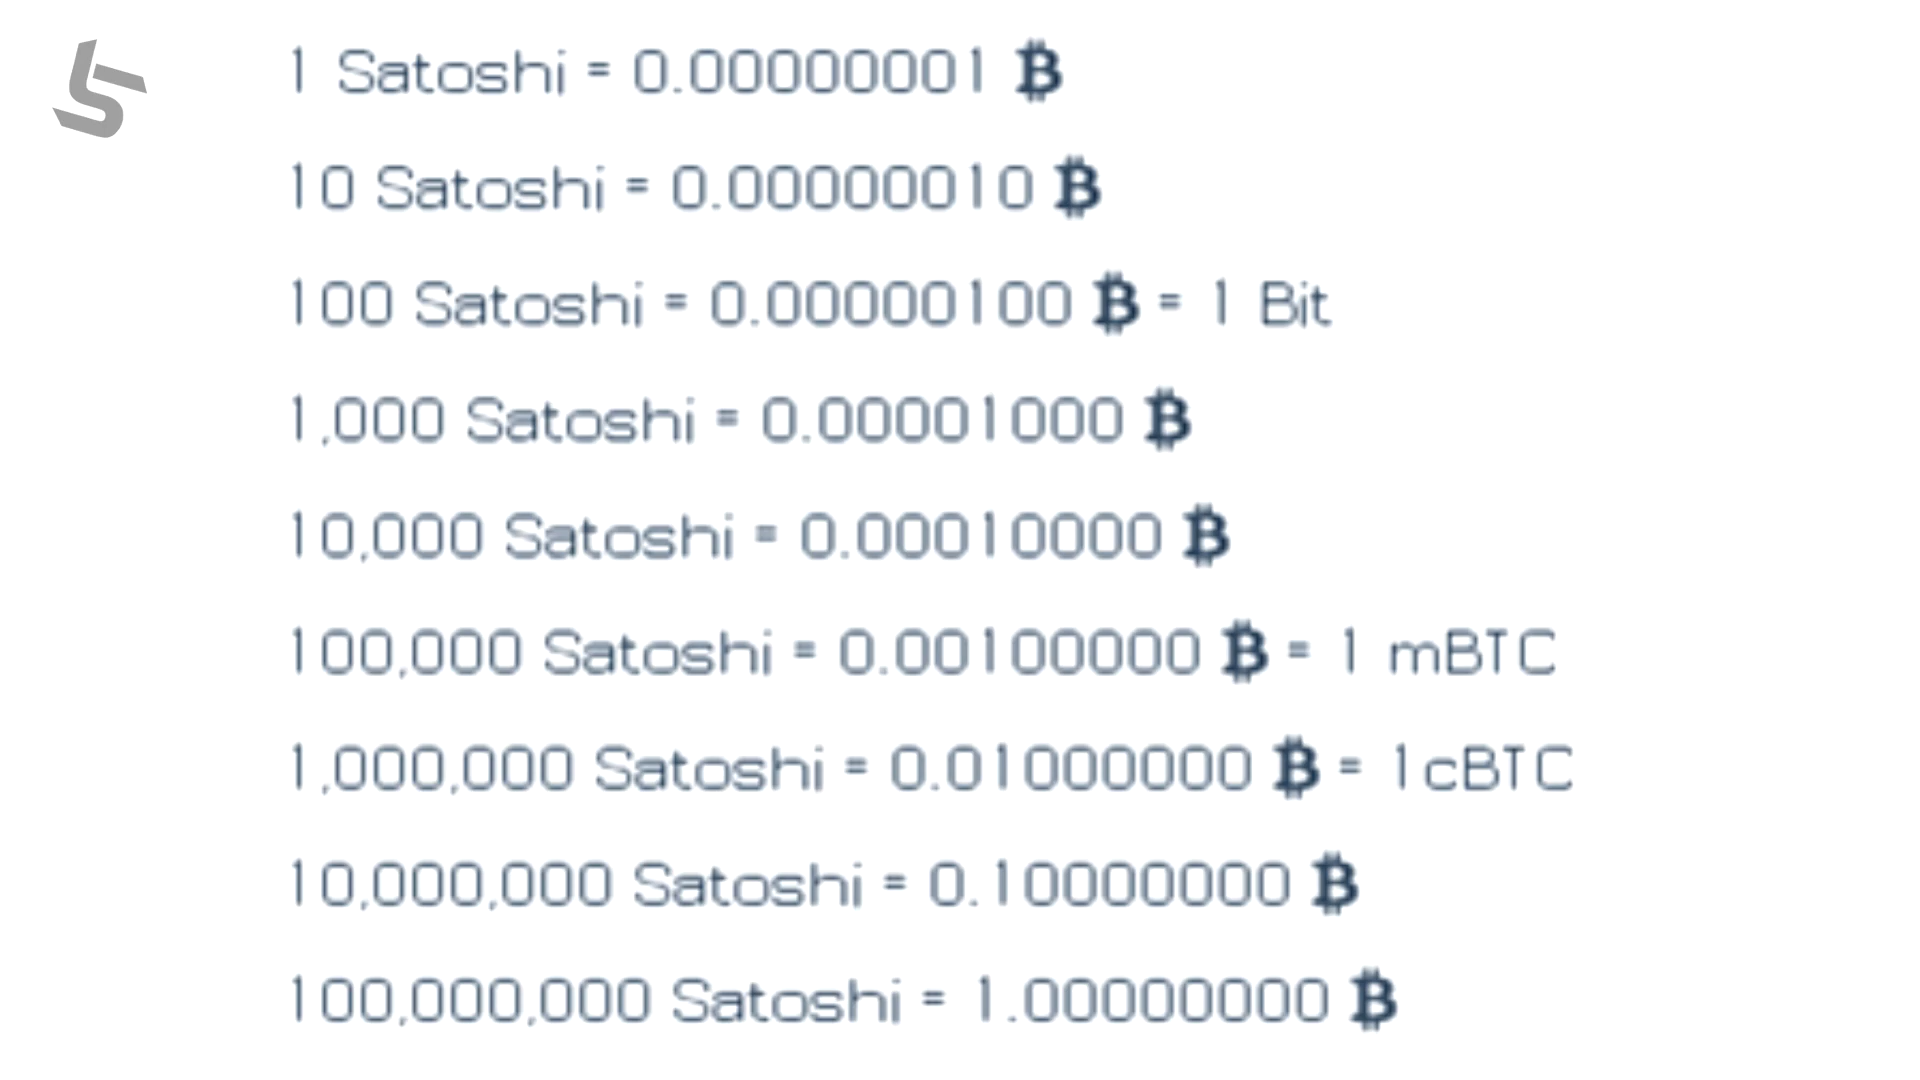 1 Satoshi = 0.00000001 ₿
10 Satoshi = 0.00000010 ₿
100 Satoshi = 0.00000100 ₿ = 1 Bit
1,000 Satoshi = 0.00001000 ₿
10,000 Satoshi = 0.00010000 ₿
100,000 Satoshi = 0.00100000 ₿ = 1 mBTC
1,000,000 Satoshi = 0.01000000 ₿ = 1cBTC
10,000,000 Satoshi = 0.10000000 ₿
100,000,000 Satoshi = 1.00000000 ₿